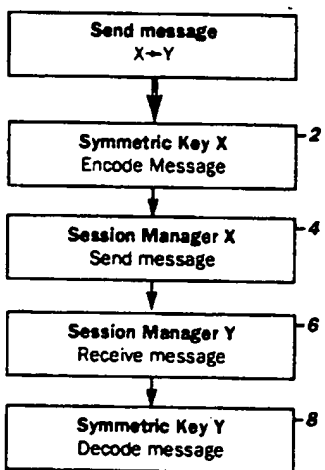 Send message
X←Y
Symmetric Key X
Encode Message
2
Session Manager X
Send message
4
Session Manager Y
Receive message
6
Symmetric Key Y
Decode message
8